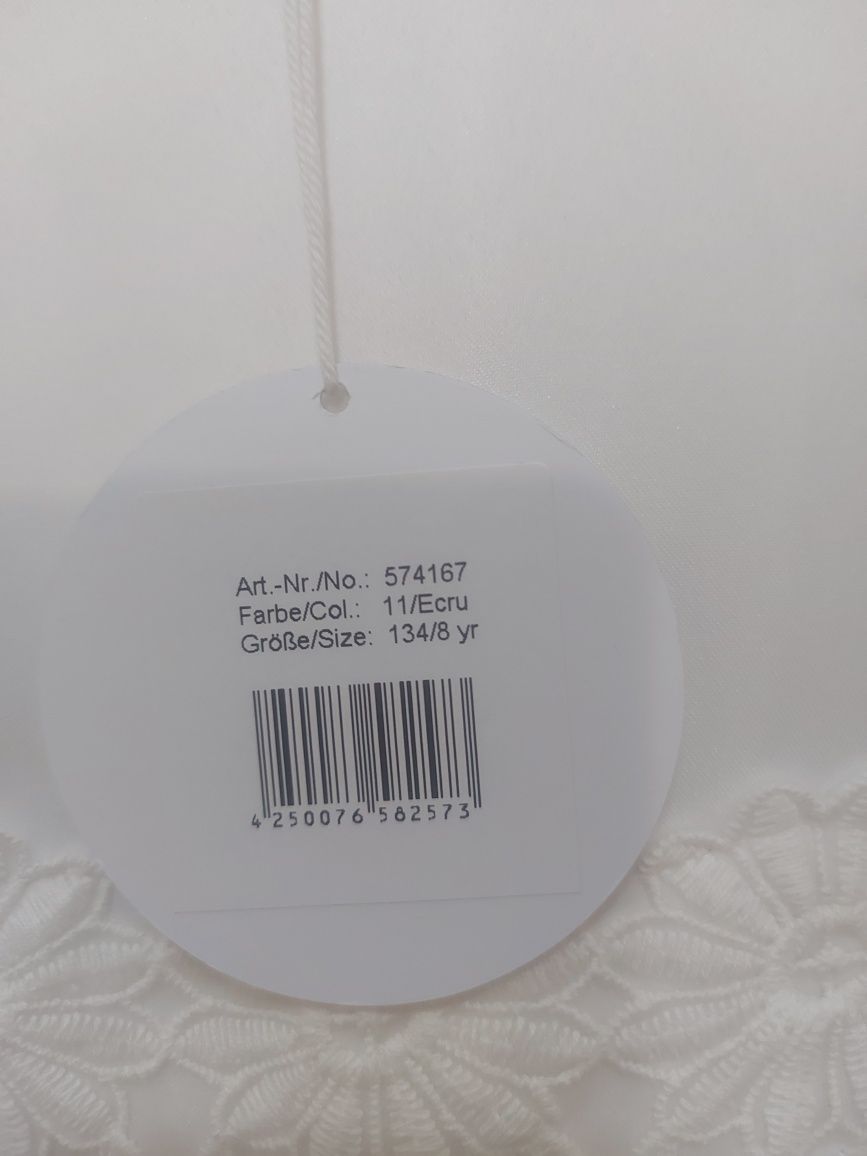 Art.-Nr./No.: 574167
Farbe/Col.: 11/Ecru
Größe/Size: 134/8 yr
4 250076 582573